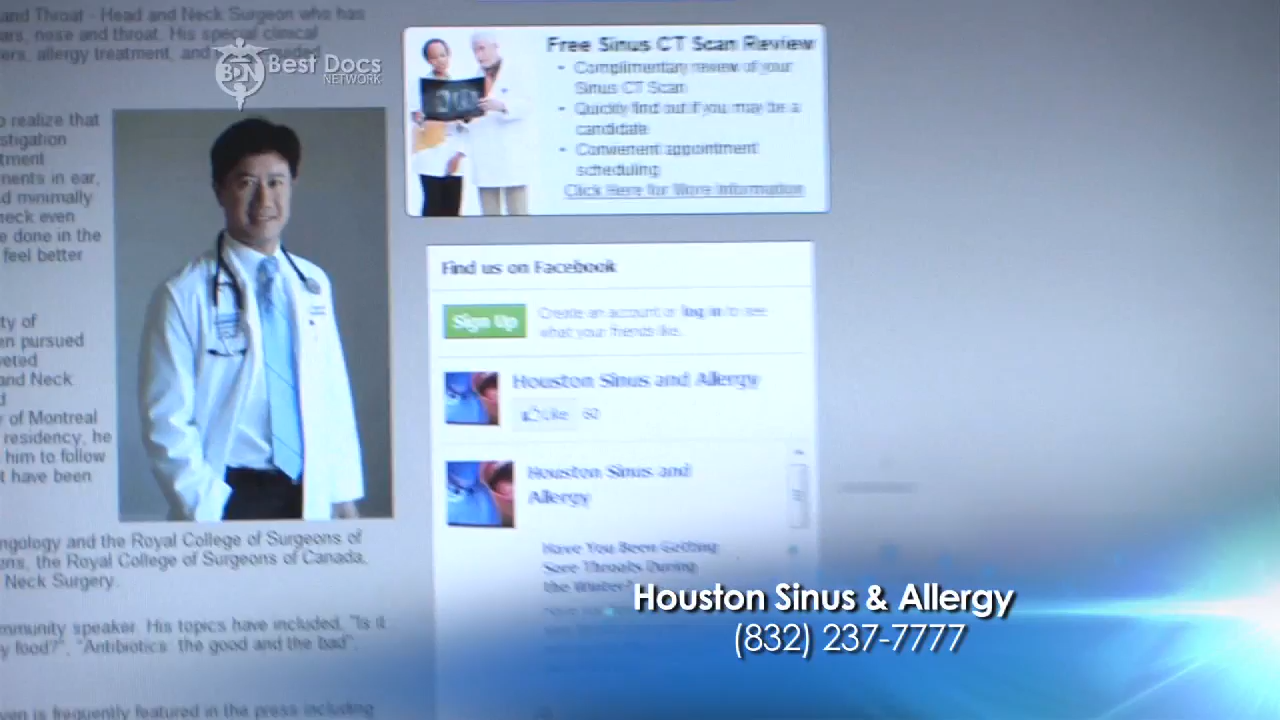 and Throat - Head and Neck Surgeon who has
ars, nose and throat. His special clinical
ers, allergy treatment, and
BDN
Best Docs
NETWORK
o realize that
stigation
tment
nents in ear,
d minimally
neck even
e done in the
feel better
ty of
en pursued
veted
and Neck
d
y of Montreal
residency, he
him to follow
t have been
ngology and the Royal College of Surgeons of
ons, the Royal College of Surgeons of Canada,
Neck Surgery.
mmunity speaker. His topics have included, "Is it
y food?", "Antibiotics: the good and the bad",
ven is frequently featured in the press including
Free Sinus CT Scan Review
• Complimentary review of your
Sinus CT Scan
• Quickly find out if you may be a
candidate
• Convenient appointment
scheduling
Click Here for More Information
Find us on Facebook
Sign Up
Create an account or log in to see
what your friends like.
Houston Sinus and Allergy
Like 60
Houston Sinus and
Allergy
Have You Been Getting
Sore Throats During
the Winter
Houston Sinus & Allergy
(832) 237-7777